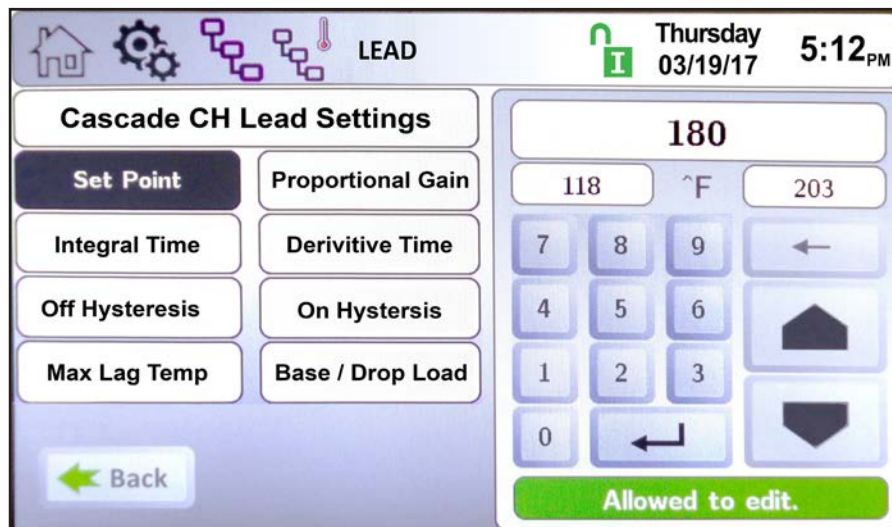 LEAD
I
Thursday
03/19/17
5:12 PM
Cascade CH Lead Settings
Set Point
Proportional Gain
Integral Time
Derivitive Time
Off Hysteresis
On Hystersis
Max Lag Temp
Base / Drop Load
Back
180
118
°F
203
7 8 9
4 5 6
1 2 3
0
Allowed to edit.